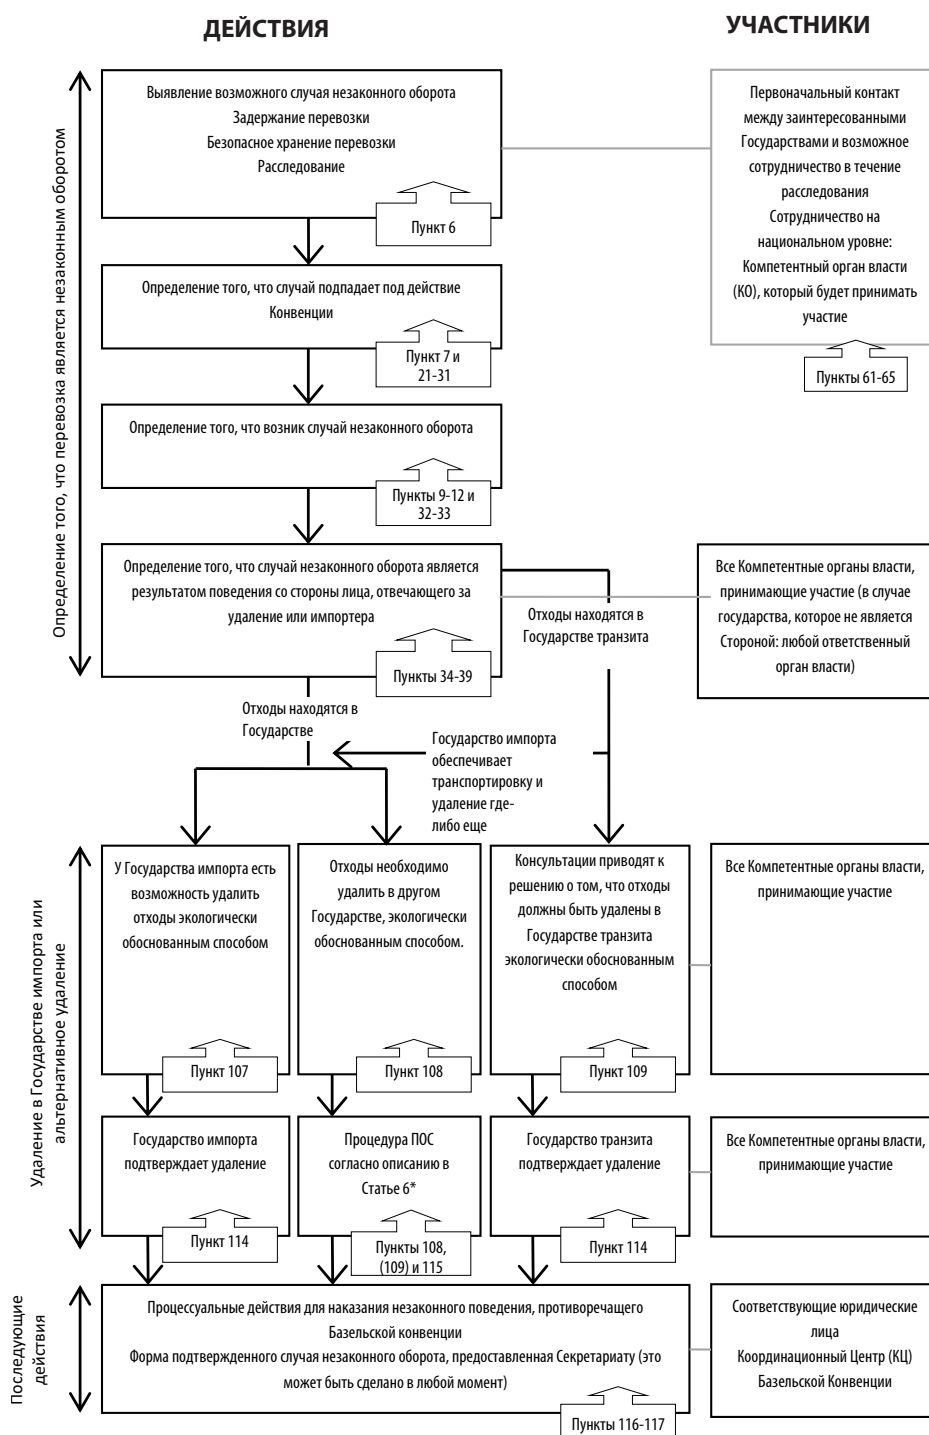 ДЕЙСТВИЯ
УЧАСТНИКИ
Определение того, что перевозка является незаконным оборотом
Выявление возможного случая незаконного оборота
Задержание перевозки
Безопасное хранение перевозки
Расследование
Пункт 6
Первоначальный контакт
между заинтересованными
Государствами и возможное
сотрудничество в течение
расследования
Сотрудничество на
национальном уровне:
Компетентный орган власти
(КО), который будет принимать
участие
Пункты 61-65
Определение того, что случай подпадает под действие
Конвенции
Пункт 7 и
21-31
Определение того, что возник случай незаконного оборота
Пункты 9-12 и
32-33
Определение того, что случай незаконного оборота является
результатом поведения со стороны лица, отвечающего за
удаление или импортера
Пункты 34-39
Отходы находятся в
Государстве транзита
Все Компетентные органы власти,
принимающие участие (в случае
государства, которое не является
Стороной: любой ответственный
орган власти)
Отходы находятся в
Государстве
Государство импорта
обеспечивает
транспортировку и
удаление где-
либо еще
Удаление в Государстве импорта или
альтернативное удаление
У Государства импорта есть
возможность удалить
отходы экологически
обоснованным способом
Пункт 107
Отходы необходимо
удалить в другом
Государстве, экологически
обоснованным способом.
Пункт 108
Консультации приводят к
решению о том, что отходы
должны быть удалены в
Государстве транзита
экологически обоснованным
способом
Пункт 109
Все Компетентные органы власти,
принимающие участие
Государство импорта
подтверждает удаление
Пункт 114
Процедура ПОС
согласно описанию в
Статье 6*
Пункты 108,
(109) и 115
Государство транзита
подтверждает удаление
Пункт 114
Все Компетентные органы власти,
принимающие участие
Последующие
действия
Процессуальные действия для наказания незаконного поведения, противоречащего
Базельской конвенции
Форма подтвержденного случая незаконного оборота, предоставленная Секретариату (это
может быть сделано в любой момент)
Пункты 116-117
Соответствующие юридические
лица
Координационный Центр (КЦ)
Базельской Конвенции